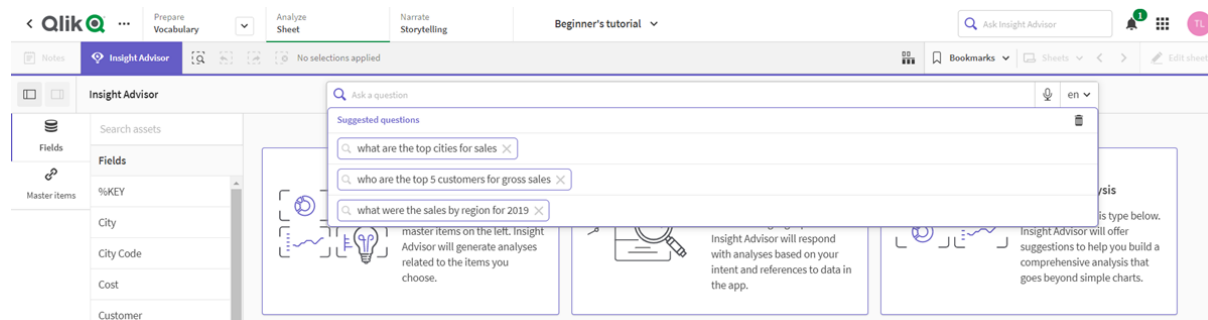 Qlik
Prepare
Vocabulary
Analyze
Sheet
Narrate
Storytelling
Beginner's tutorial
Ask Insight Advisor
1
TL
Notes
Insight Advisor
No selections applied
Bookmarks
Sheets
Edit sheet
Insight Advisor
Ask a question
en
Suggested questions
what are the top cities for sales
who are the top 5 customers for gross sales
what were the sales by region for 2019
Fields
Master items
Search assets
Fields
%KEY
City
City Code
Cost
Customer
master items on the left. Insight
Advisor will generate analyses
related to the items you
choose.
Insight Advisor will respond
with analyses based on your
intent and references to data in
the app.
is type below.
Insight Advisor will offer
suggestions to help you build a
comprehensive analysis that
goes beyond simple charts.